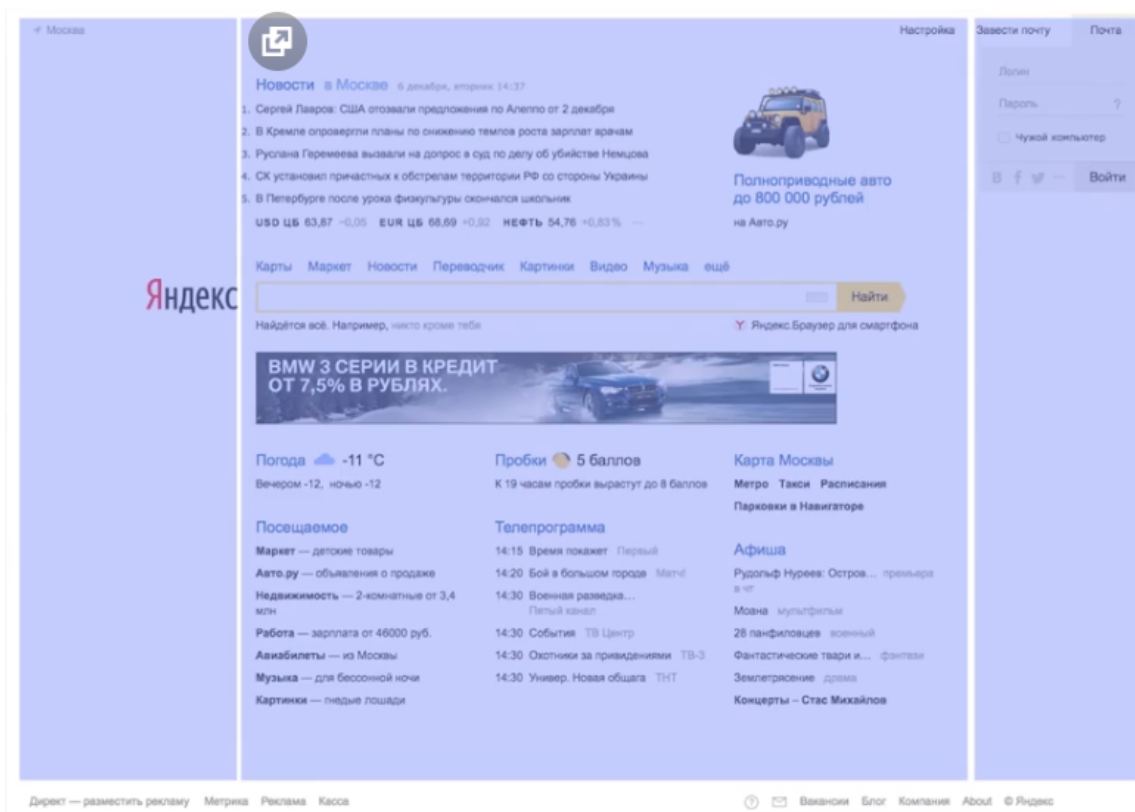 Москва
Настройка
Завести почту Почта
Логин
Пароль ?
Чужой компьютер
Войти
Новости в Москве 6 декабря, вторник 14:37
1. Сергей Лавров: США отозвали предложения по Алеппо от 2 декабря
2. В Кремле опровергли планы по снижению темпов роста зарплат врачам
3. Руслана Геремеева вызвали на допрос в суд по делу об убийстве Немцова
4. СК установил причастных к обстрелам территории РФ со стороны Украины
5. В Петербурге после урока физкультуры скончался школьник
USD ЦБ 63,87 −0,05 EUR ЦБ 68,69 +0,92 НЕФТЬ 54,76 +0,83 % ···
Полноприводные авто
до 800 000 рублей
на Авто.ру
Карты Маркет Новости Переводчик Картинки Видео Музыка ещё
Яндекс
Найти
Найдётся всё. Например, никто кроме тебя
Яндекс.Браузер для смартфона
BMW 3 СЕРИИ В КРЕДИТ
ОТ 7,5% В РУБЛЯХ.
Погода -11 °C
Вечером -12, ночью -12
Пробки 5 баллов
К 19 часам пробки вырастут до 8 баллов
Карта Москвы
Метро Такси Расписания
Парковки в Навигаторе
Посещаемое
Маркет — детские товары
Авто.ру — объявления о продаже
Недвижимость — 2-комнатные от 3,4
млн
Работа — зарплата от 46000 руб.
Авиабилеты — из Москвы
Музыка — для бессонной ночи
Картинки — гнедые лошади
Телепрограмма
14:15 Время покажет Первый
14:20 Бой в большом городе Матч!
14:30 Военная разведка...
Пятый канал
14:30 События ТВ Центр
14:30 Охотники за привидениями ТВ-3
14:30 Универ. Новая общага ТНТ
Афиша
Рудольф Нуреев: Остров... премьера
в чт
Моана мультфильм
28 панфиловцев военный
Фантастические твари и... фэнтези
Землетрясение драма
Концерты – Стас Михайлов
Директ — разместить рекламу Метрика Реклама Касса
? Вакансии Блог Компания About © Яндекс